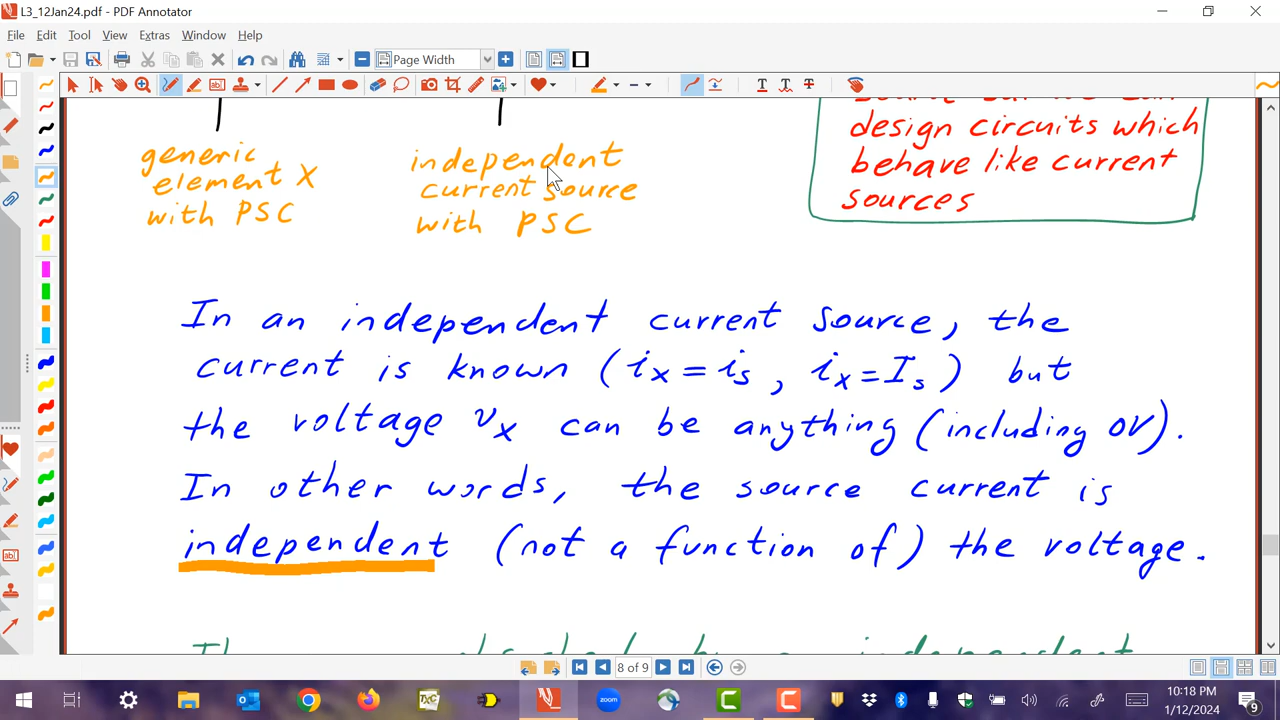 L3_12Jan24.pdf - PDF Annotator
File Edit Tool View Extras Window Help
Page Width
design circuits which
behave like current
sources
generic
element X
with PSC
independent
current source
with PSC
In an independent current source, the
current is known (ix = is, ix = Is) but
the voltage vx can be anything (including 0V).
In other words, the source current is
independent (not a function of) the voltage.
independent
8 of 9
zoom
10:18 PM
1/12/2024
9